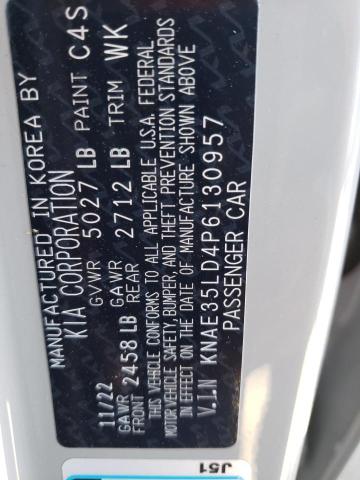 MANUFACTURED IN KOREA BY
KIA CORPORATION
11/22 GVWR 5027 LB PAINT C4S
GAWR FRONT 2458 LB GAWR REAR 2712 LB TRIM WK
THIS VEHICLE CONFORMS TO ALL APPLICABLE U.S.A. FEDERAL
MOTOR VEHICLE SAFETY, BUMPER, AND THEFT PREVENTION STANDARDS
IN EFFECT ON THE DATE OF MANUFACTURE SHOWN ABOVE
V.I.N KNAE35LD4P6130957
PASSENGER CAR
J51